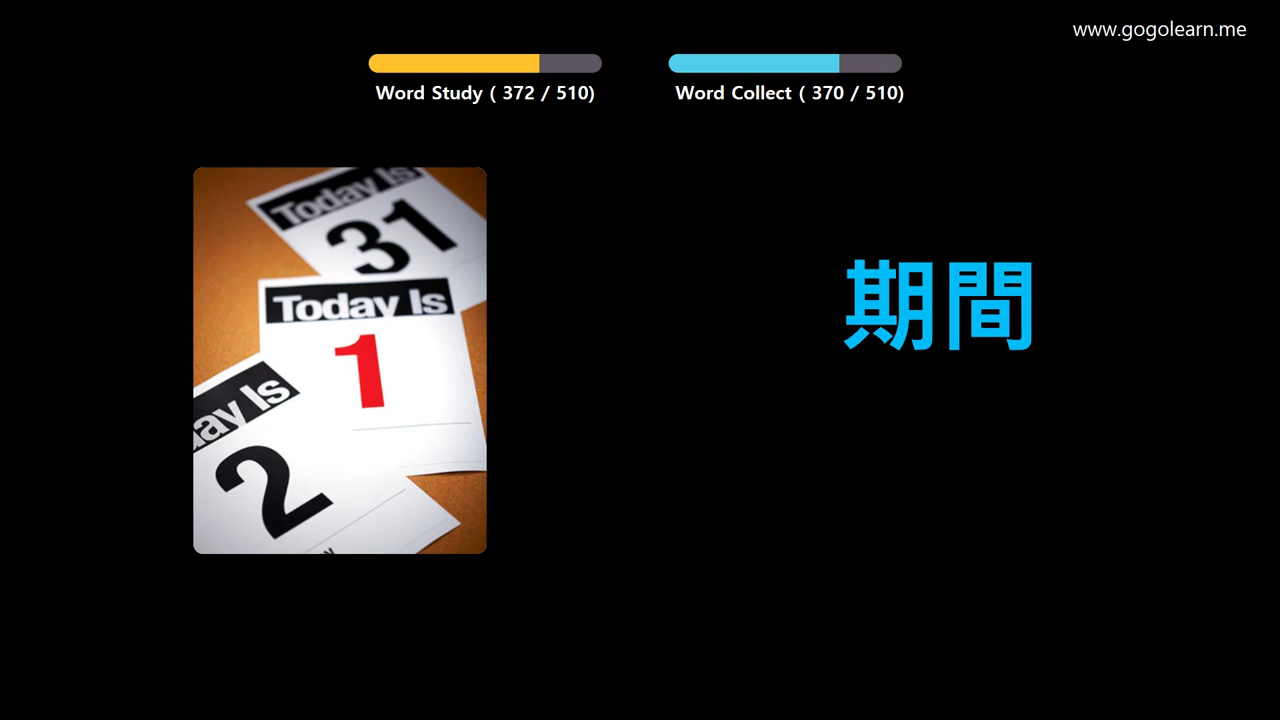 www.gogolearn.me
Word Study ( 372 / 510)
Word Collect ( 370 / 510)
Today Is
31
Today Is
1
day Is
2
期間